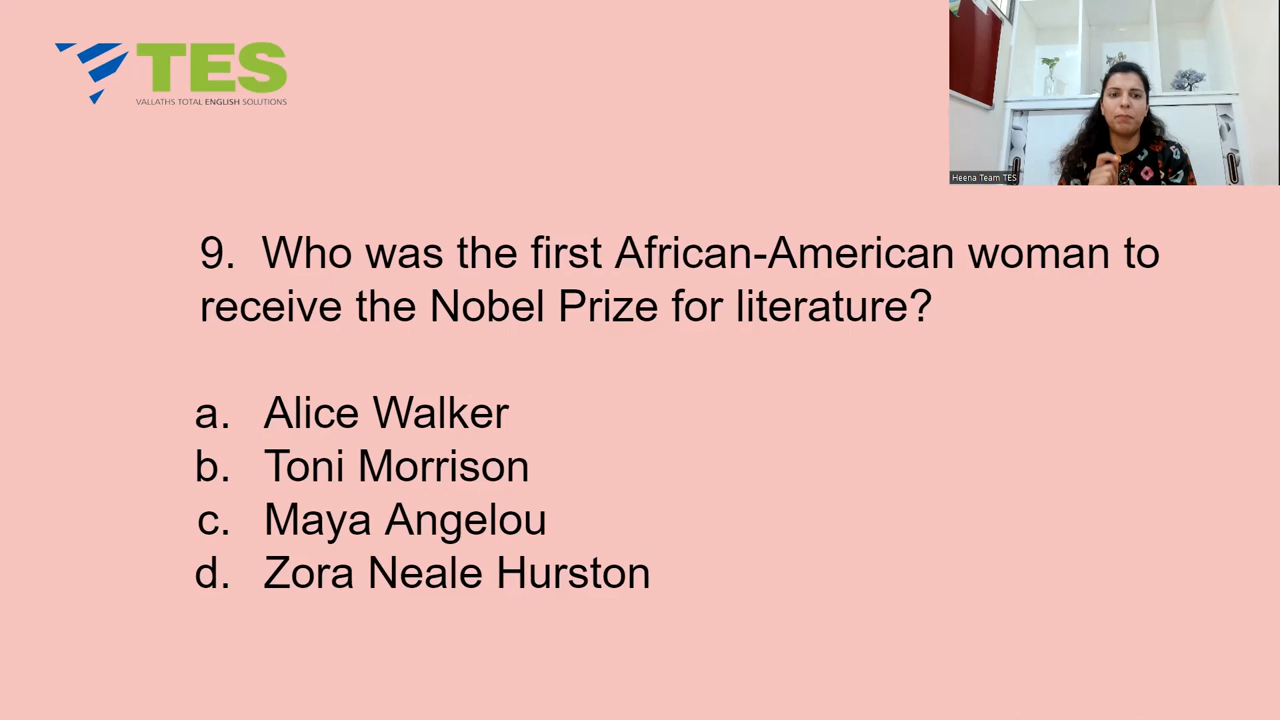 TES
VALLATHS TOTAL ENGLISH SOLUTIONS
Heena Team TES
9. Who was the first African-American woman to
receive the Nobel Prize for literature?
a. Alice Walker
b. Toni Morrison
c. Maya Angelou
d. Zora Neale Hurston